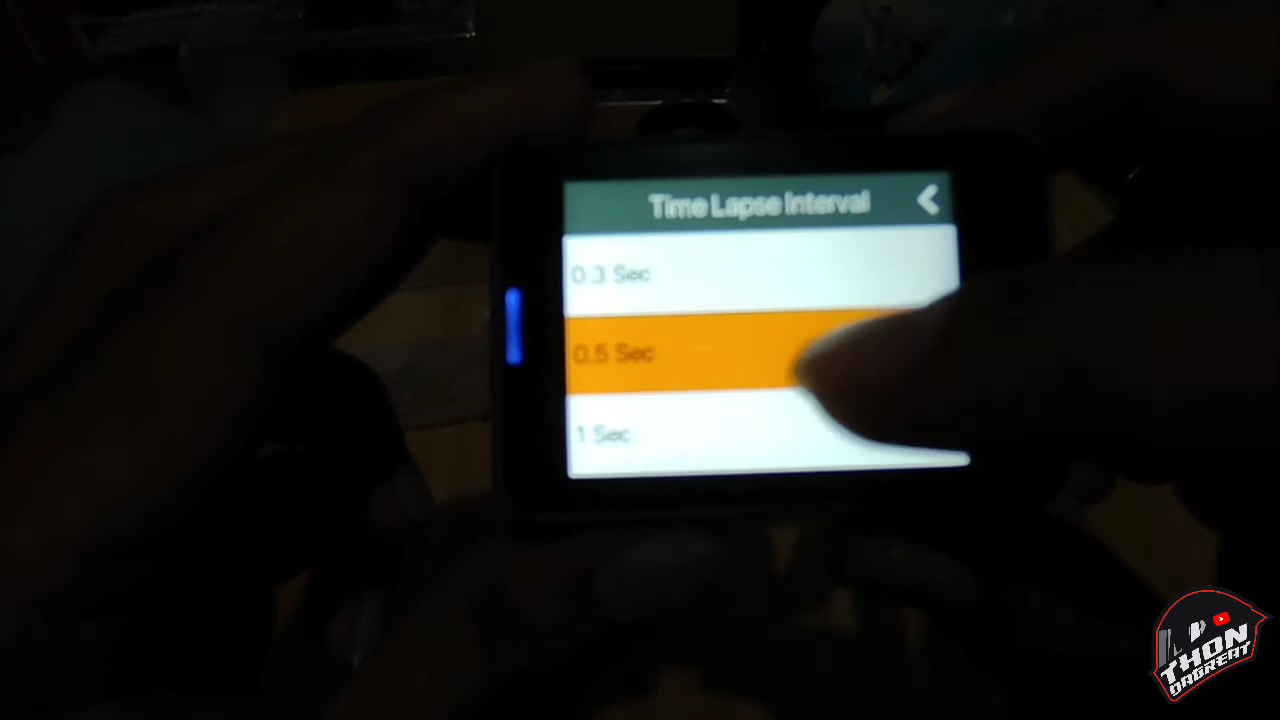 Time Lapse Interval
0.3 Sec
0.5 Sec
1 Sec
THON
DAGREAT